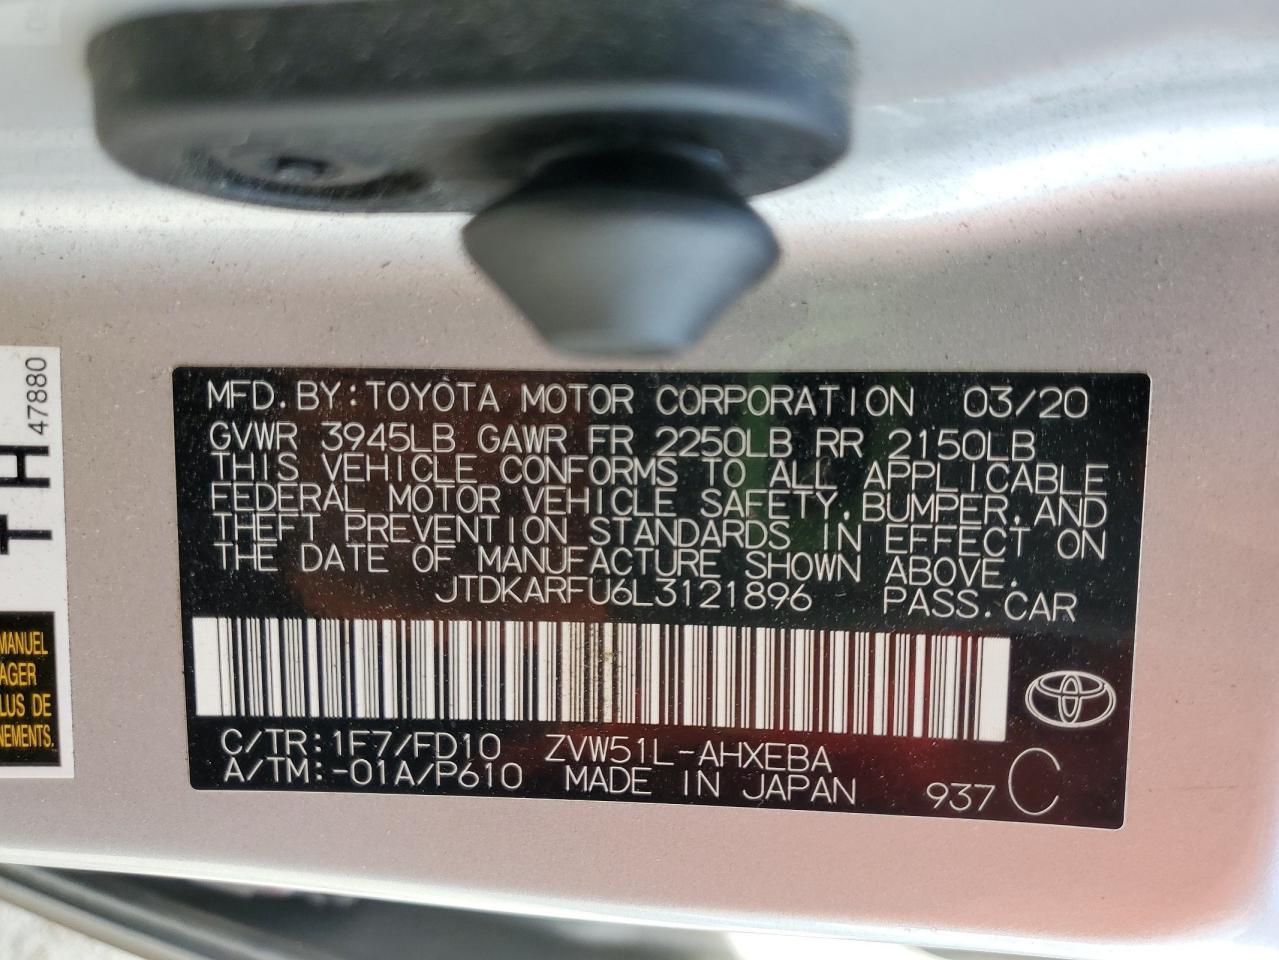 MFD. BY: TOYOTA MOTOR CORPORATION 03/20
GVWR 3945LB GAWR FR 2250LB RR 2150LB
THIS VEHICLE CONFORMS TO ALL APPLICABLE
FEDERAL MOTOR VEHICLE SAFETY, BUMPER, AND
THEFT PREVENTION STANDARDS IN EFFECT ON
THE DATE OF MANUFACTURE SHOWN ABOVE.
JTDKARFU6L3121896 PASS. CAR
C/TR: 1F7/FD10 ZVW51L-AHXEBA
A/TM: -01A/P610 MADE IN JAPAN 937 C
47880
TH
MANUEL
AGER
LUS DE
NEMENTS.